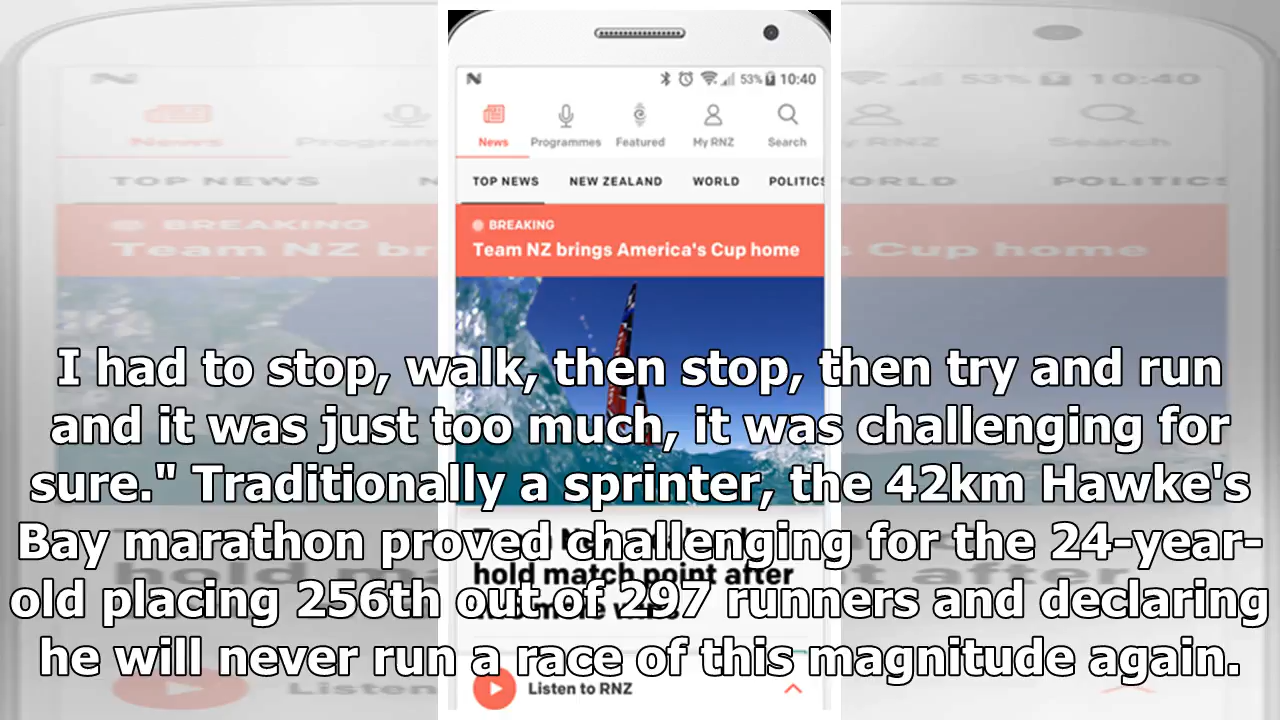 53% 10:40
News Programmes Featured My RNZ Search
TOP NEWS NEW ZEALAND WORLD POLITICS
BREAKING
Team NZ brings America's Cup home
I had to stop, walk, then stop, then try and run
and it was just too much, it was challenging for
sure." Traditionally a sprinter, the 42km Hawke's
Bay marathon proved challenging for the 24-year-
old placing 256th out of 297 runners and declaring
he will never run a race of this magnitude again.
hold match point after
Listen to RNZ